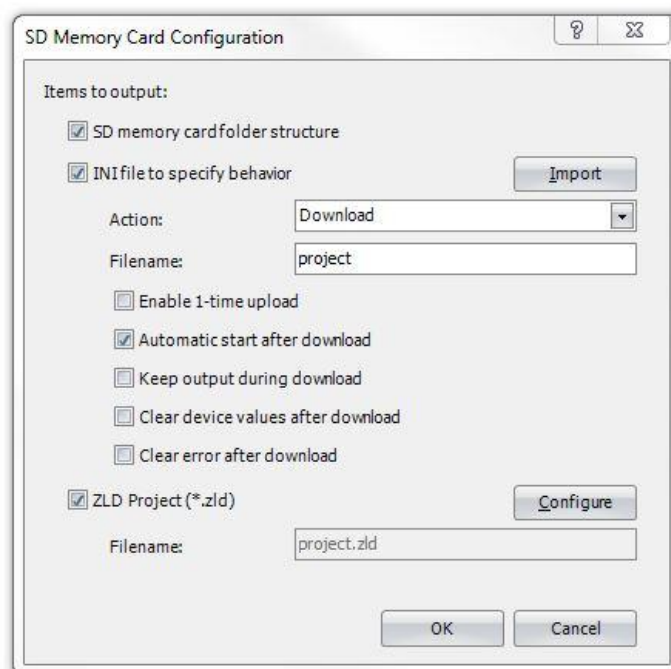 SD Memory Card Configuration
Items to output:
SD memory card folder structure
INI file to specify behavior
Import
Action:
Download
Filename:
project
Enable 1-time upload
Automatic start after download
Keep output during download
Clear device values after download
Clear error after download
ZLD Project (*.zld)
Configure
Filename:
project.zld
OK
Cancel